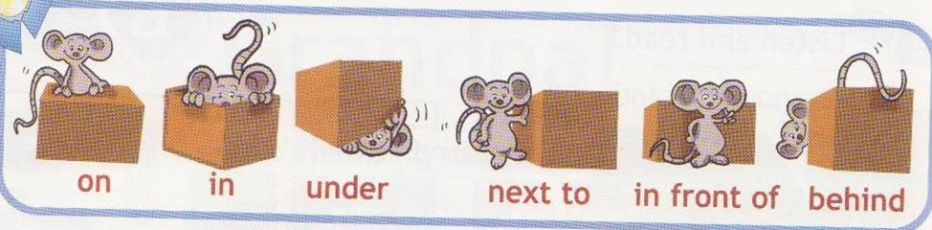 on in under next to in front of behind